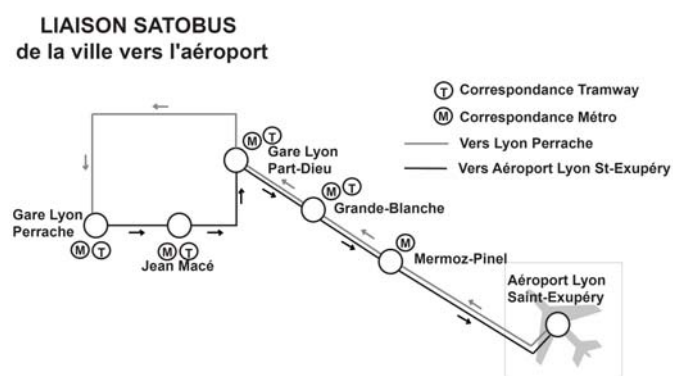 LIAISON SATOBUS
de la ville vers l'aéroport
T Correspondance Tramway
M Correspondance Métro
Vers Lyon Perrache
Vers Aéroport Lyon St-Exupéry
M T
Gare Lyon
Part-Dieu
M T
Grande-Blanche
Gare Lyon
Perrache
M T
M T
Jean Macé
M
Mermoz-Pinel
Aéroport Lyon
Saint-Exupéry